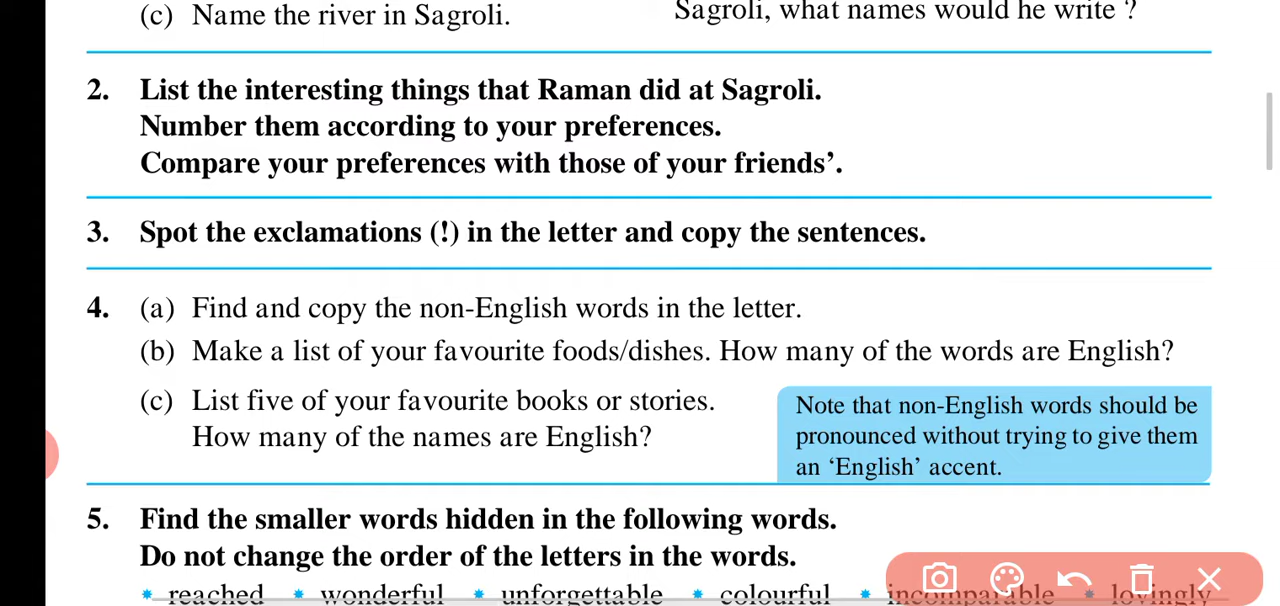 (c) Name the river in Sagroli.
Sagroli, what names would he write ?
2. List the interesting things that Raman did at Sagroli.
Number them according to your preferences.
Compare your preferences with those of your friends’.
3. Spot the exclamations (!) in the letter and copy the sentences.
4. (a) Find and copy the non-English words in the letter.
(b) Make a list of your favourite foods/dishes. How many of the words are English?
(c) List five of your favourite books or stories.
How many of the names are English?
Note that non-English words should be
pronounced without trying to give them
an ‘English’ accent.
5. Find the smaller words hidden in the following words.
Do not change the order of the letters in the words.
* reached * wonderful * unforgettable * colourful * incomparable * lovingly